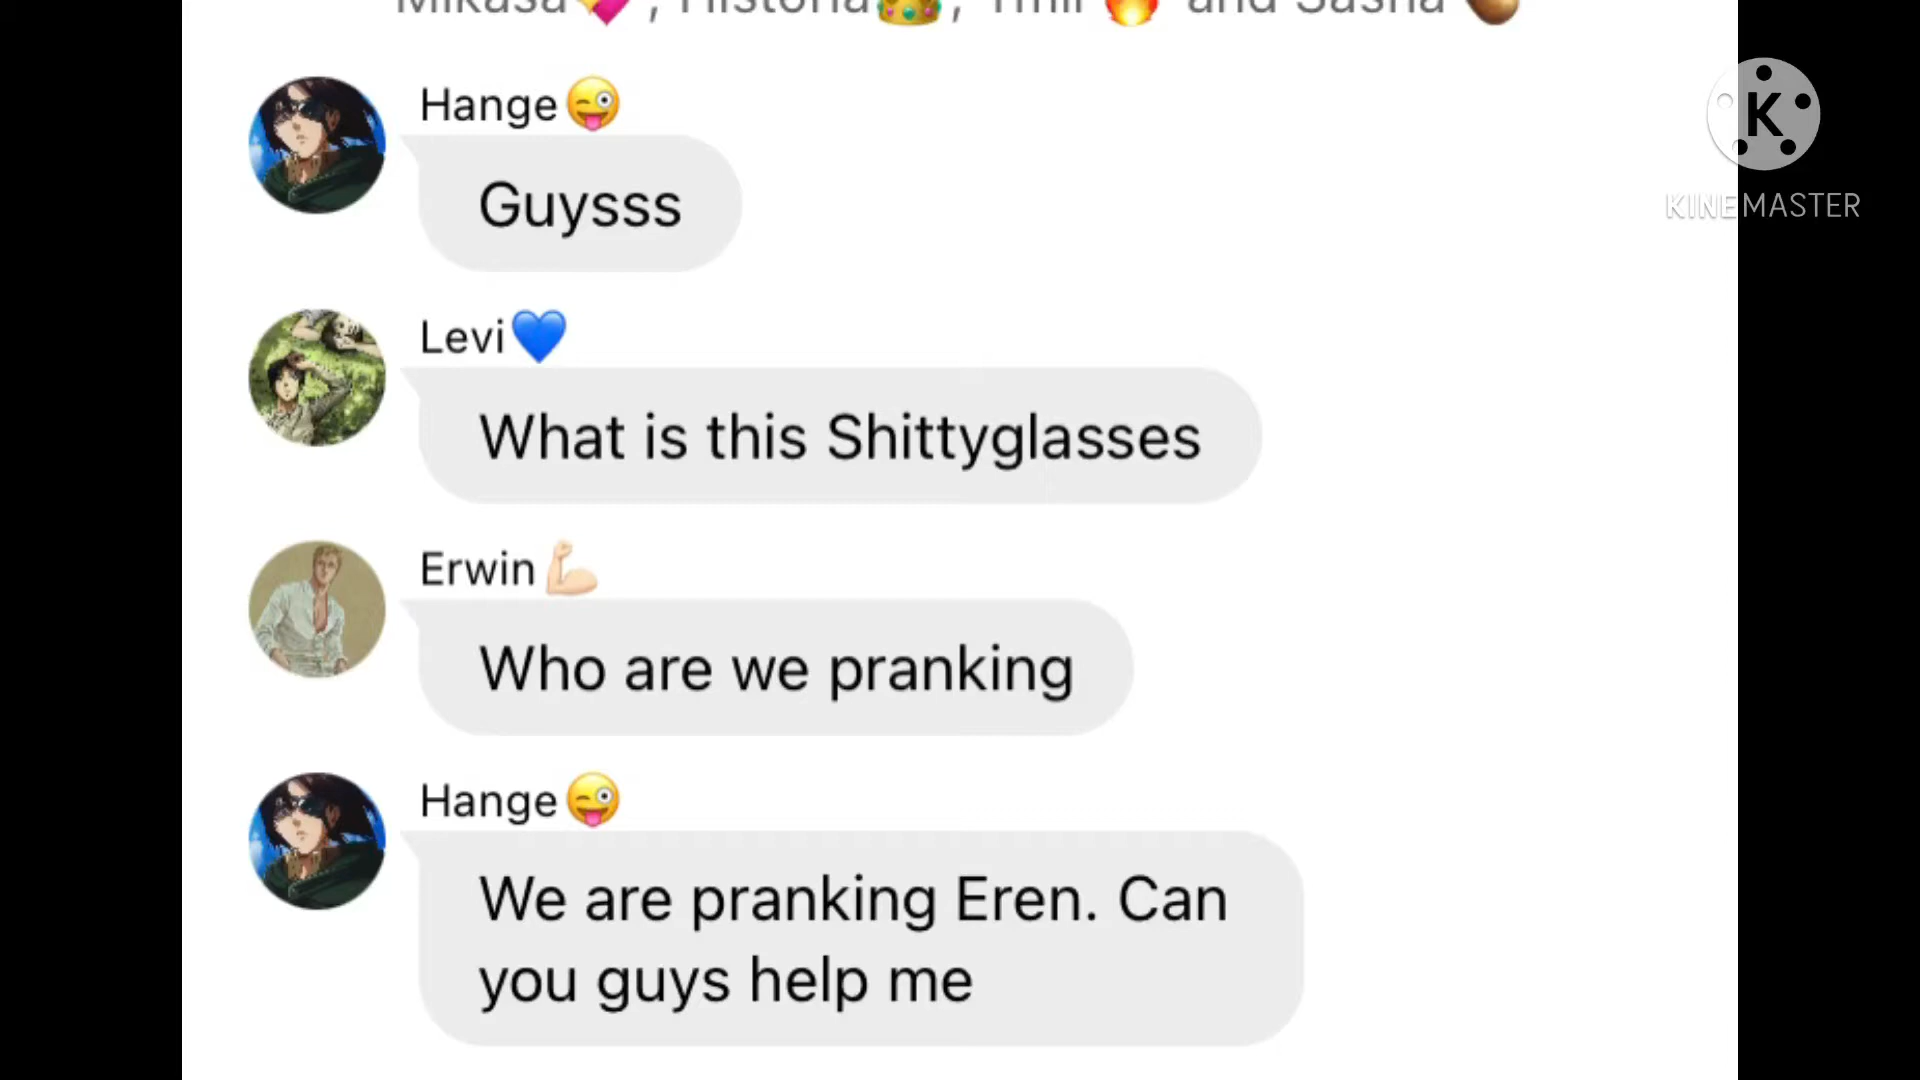 Mikasa💝, Historia👑, Ymir🔥 and Sasha🥔
Hange😜
Guysss
Levi💙
What is this Shittyglasses
Erwin💪🏻
Who are we pranking
Hange😜
We are pranking Eren. Can
you guys help me
K
KINEMASTER